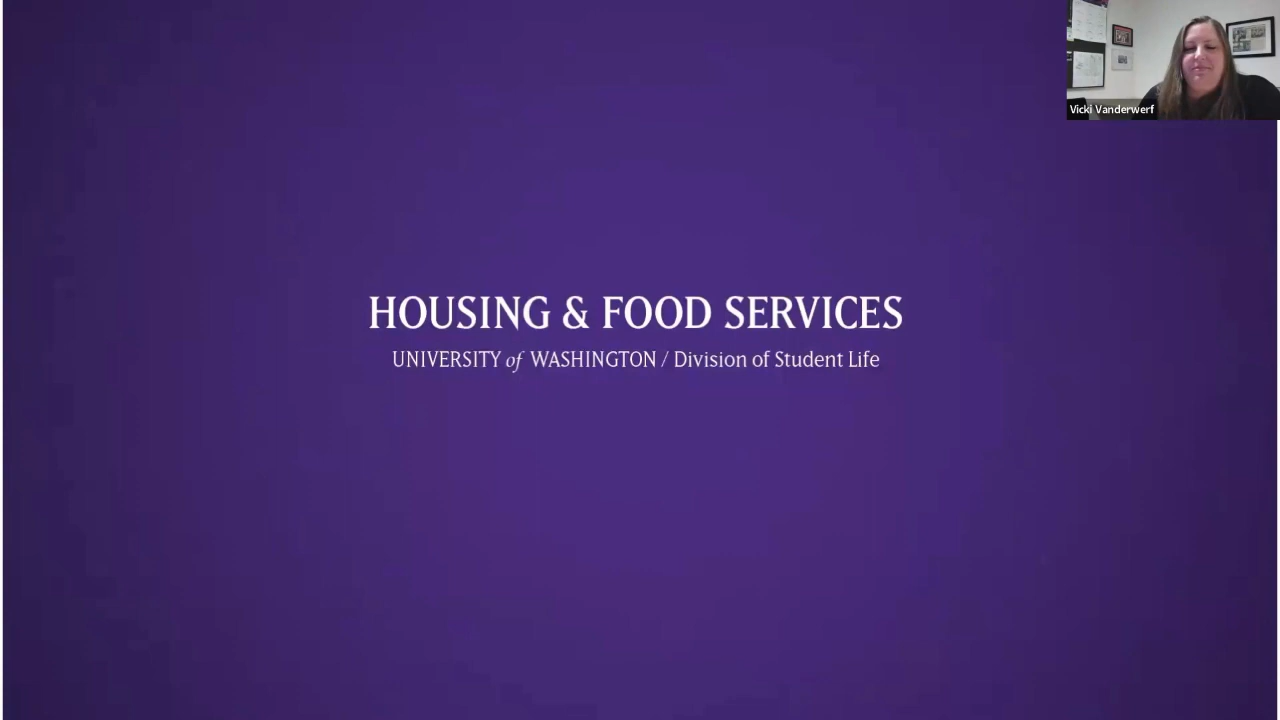 Vicki Vanderwerf
HOUSING & FOOD SERVICES
UNIVERSITY of WASHINGTON / Division of Student Life